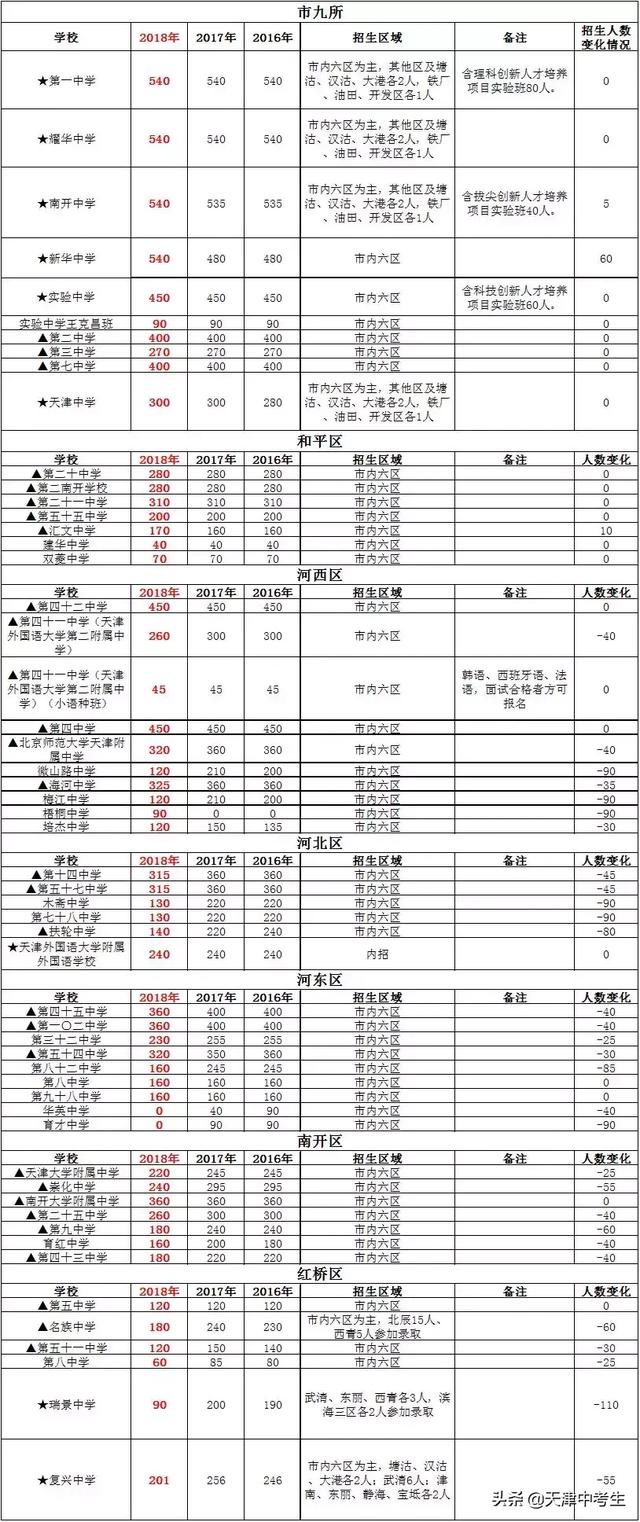 市九所
学校 2018年 2017年 2016年 招生区域 备注 招生人数
变化情况
★第一中学 540 540 540 市内六区为主，其他区及塘
沽、汉沽、大港各2人，铁厂
、油田、开发区各1人 含理科创新人才培养
项目实验班80人。 0
★耀华中学 540 540 540 市内六区为主，其他区及塘
沽、汉沽、大港各2人，铁厂
、油田、开发区各1人 0
★南开中学 540 535 535 市内六区为主，其他区及塘
沽、汉沽、大港各2人，铁厂
、油田、开发区各1人 含拔尖创新人才培养
项目实验班40人。 5
★新华中学 540 480 480 市内六区 60
★实验中学 450 450 450 市内六区 含科技创新人才培养
项目实验班60人。 0
实验中学王克昌班 90 90 90 市内六区 0
▲第二中学 400 400 400 市内六区 0
▲第三中学 270 270 270 市内六区 0
▲第七中学 400 400 400 市内六区 0
★天津中学 300 300 280 市内六区为主，其他区及塘
沽、汉沽、大港各2人，铁厂
、油田、开发区各1人 0
和平区
学校 2018年 2017年 2016年 招生区域 备注 人数变化
▲第二十中学 280 280 280 市内六区 0
▲第二南开学校 280 280 280 市内六区 0
▲第二十一中学 310 310 310 市内六区 0
▲第五十五中学 200 200 200 市内六区 0
▲汇文中学 170 160 160 市内六区 10
建华中学 40 40 40 市内六区 0
双菱中学 70 70 70 市内六区 0
河西区
学校 2018年 2017年 2016年 招生区域 备注 人数变化
▲第四十二中学 450 450 450 市内六区 0
▲第四十一中学（天津
外国语大学第二附属中
学） 260 300 300 市内六区 -40
▲第四十一中学（天津
外国语大学第二附属中
学）（小语种班） 45 45 45 市内六区 韩语、西班牙语、法
语，面试合格者方可
报名 0
▲第四中学 450 450 450 市内六区 0
▲北京师范大学天津附
属中学 320 360 360 市内六区 -40
微山路中学 120 210 200 市内六区 -90
▲海河中学 325 360 360 市内六区 -35
梅江中学 120 210 200 市内六区 -90
梧桐中学 90 0 0 市内六区 -90
培杰中学 120 150 135 市内六区 -30
河北区
学校 2018年 2017年 2016年 招生区域 备注 人数变化
▲第十四中学 315 360 360 市内六区 -45
▲第五十七中学 315 360 360 市内六区 -45
木斋中学 130 220 220 市内六区 -90
第七十八中学 130 220 220 市内六区 -90
▲扶轮中学 140 220 240 市内六区 -80
★天津外国语大学附属
外国语学校 240 240 240 内招 0
河东区
学校 2018年 2017年 2016年 招生区域 备注 人数变化
▲第四十五中学 360 400 400 市内六区 -40
▲第一〇二中学 360 400 400 市内六区 -40
第三十二中学 230 255 255 市内六区 -25
▲第五十四中学 320 350 360 市内六区 -30
第八十二中学 160 245 245 市内六区 -85
第八中学 160 160 160 市内六区 0
第九十八中学 160 160 160 市内六区 0
华英中学 0 40 90 市内六区 -40
育才中学 0 90 90 市内六区 -90
南开区
学校 2018年 2017年 2016年 招生区域 备注 人数变化
▲天津大学附属中学 220 245 245 市内六区 -25
▲崇化中学 240 295 295 市内六区 -55
▲南开大学附属中学 360 360 360 市内六区 0
▲第二十五中学 260 300 300 市内六区 -40
▲第九中学 180 240 240 市内六区 -60
育红中学 160 200 180 市内六区 -40
▲第四十三中学 180 220 220 市内六区 -40
红桥区
学校 2018年 2017年 2016年 招生区域 备注 人数变化
▲第五中学 120 120 120 市内六区 0
▲名族中学 180 240 230 市内六区为主，北辰15人、
西青5人参加录取 -60
▲第五十一中学 120 150 140 市内六区 -30
第八中学 60 85 80 市内六区 -25
★瑞景中学 90 200 190 武清、东丽、西青各3人，滨
海三区各2人参加录取 -110
★复兴中学 201 256 246 市内六区为主，塘沽、汉沽
、大港各2人；武清6人；津
南、东丽、静海、宝坻各2人 -55
头条 @天津中考生